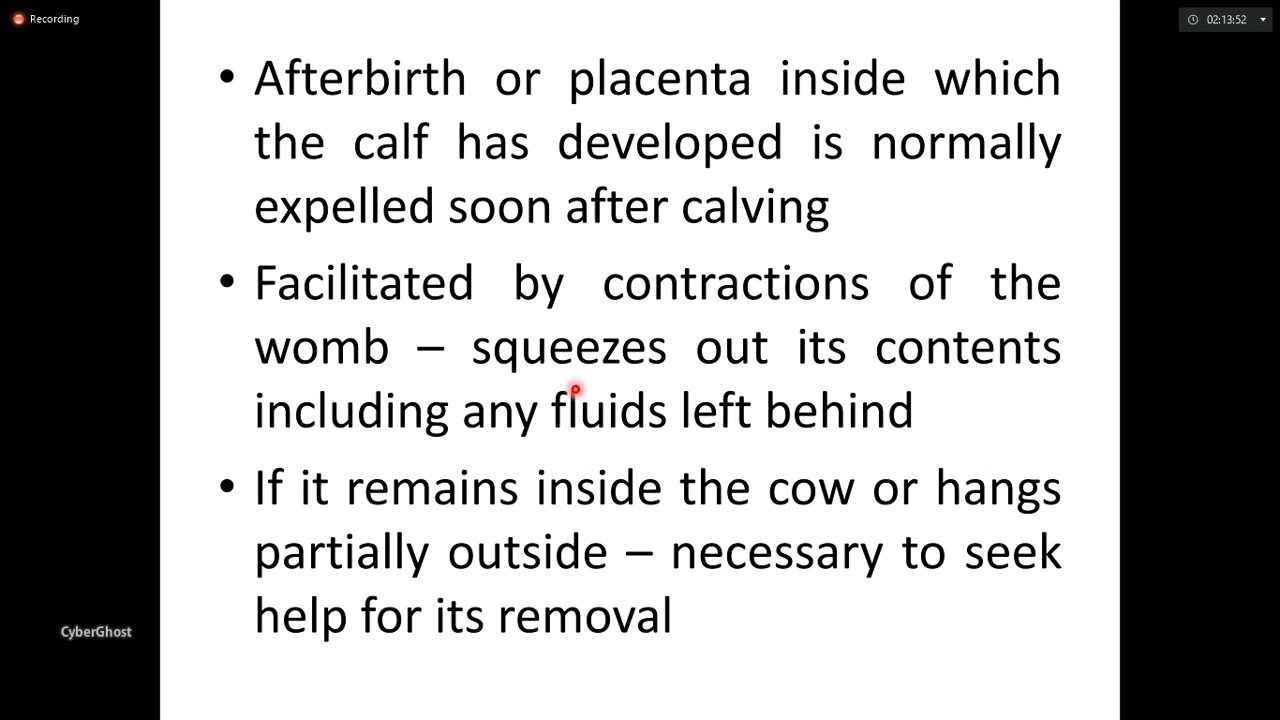 Recording
02:13:52
• Afterbirth or placenta inside which
the calf has developed is normally
expelled soon after calving
• Facilitated by contractions of the
womb – squeezes out its contents
including any fluids left behind
• If it remains inside the cow or hangs
partially outside – necessary to seek
help for its removal
CyberGhost